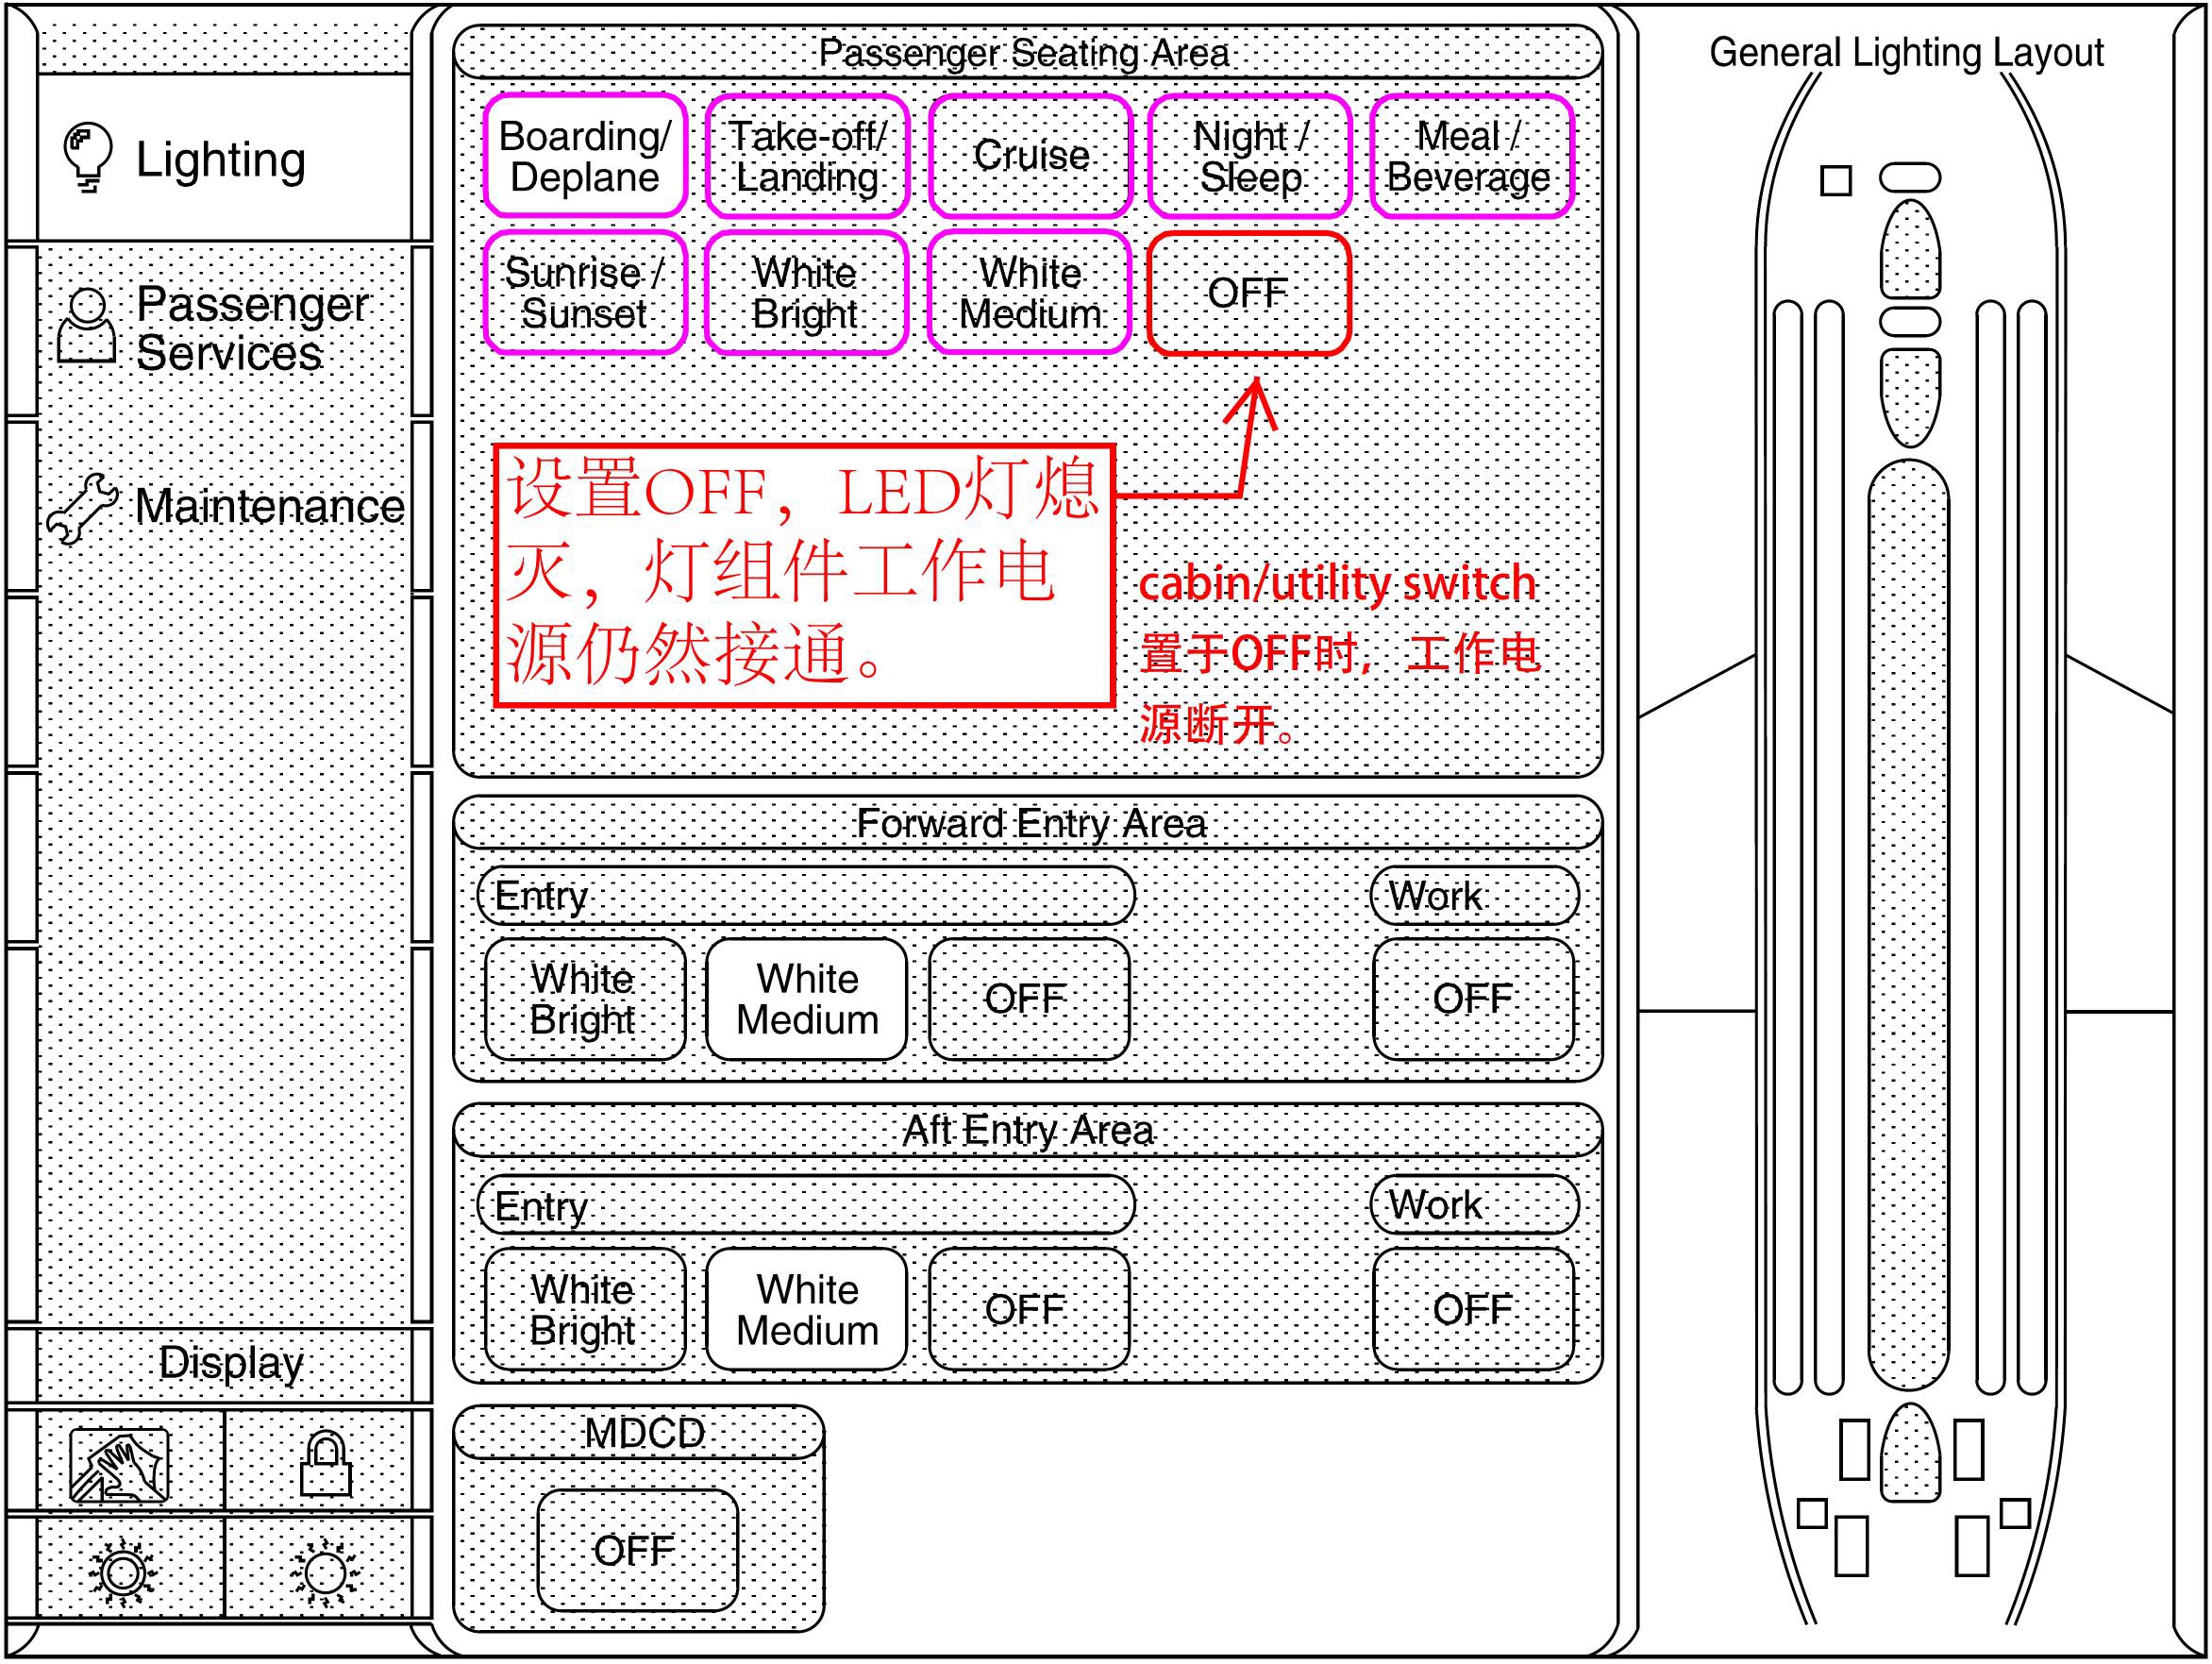 Lighting
Passenger
Services
Maintenance
Display
Passenger Seating Area
Boarding/
Deplane
Take-off/
Landing
Cruise
Night /
Sleep
Meal /
Beverage
Sunrise /
Sunset
White
Bright
White
Medium
OFF
设置OFF，LED灯熄
灭，灯组件工作电
源仍然接通。
cabin/utility switch
置于OFF时，工作电
源断开。
Forward Entry Area
Entry
Work
White
Bright
White
Medium
OFF
OFF
Aft Entry Area
Entry
Work
White
Bright
White
Medium
OFF
OFF
MDCD
OFF
General Lighting Layout